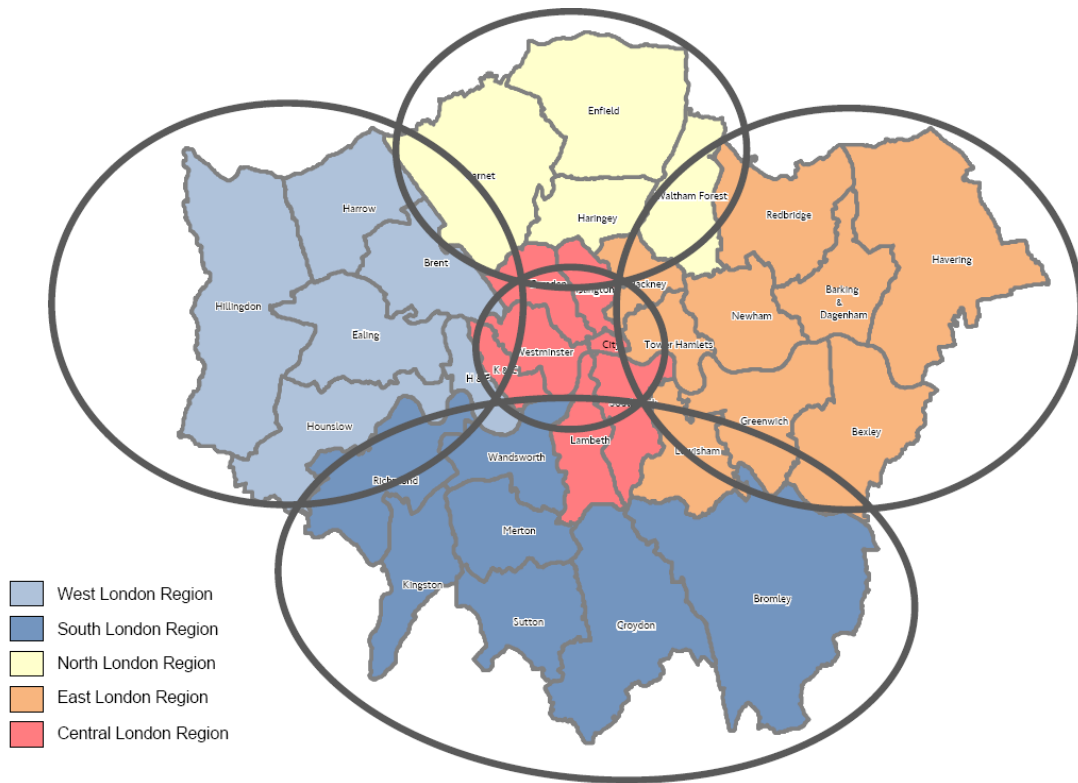 Enfield
Barnet
Waltham Forest
Haringey
Redbridge
Harrow
Brent
Havering
Hackney
Islington
Barking
&
Dagenham
Hillingdon
Newham
Ealing
City
Tower Hamlets
Westminster
K & C
H & F
Greenwich
Hounslow
Bexley
Lambeth
Lewisham
Wandsworth
Richmond
Merton
Kingston
Bromley
Sutton
Croydon
West London Region
South London Region
North London Region
East London Region
Central London Region